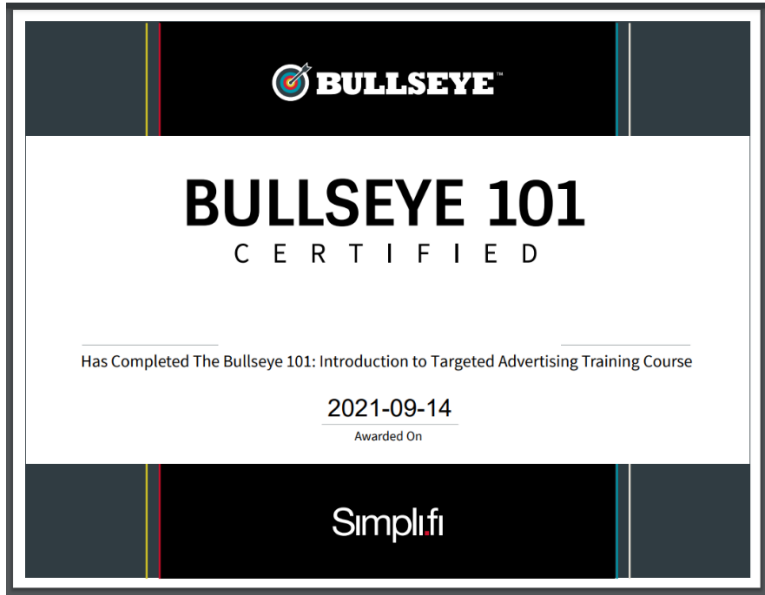 BULLSEYE™
BULLSEYE 101
CERTIFIED
Has Completed The Bullseye 101: Introduction to Targeted Advertising Training Course
2021-09-14
Awarded On
Simpli.fi